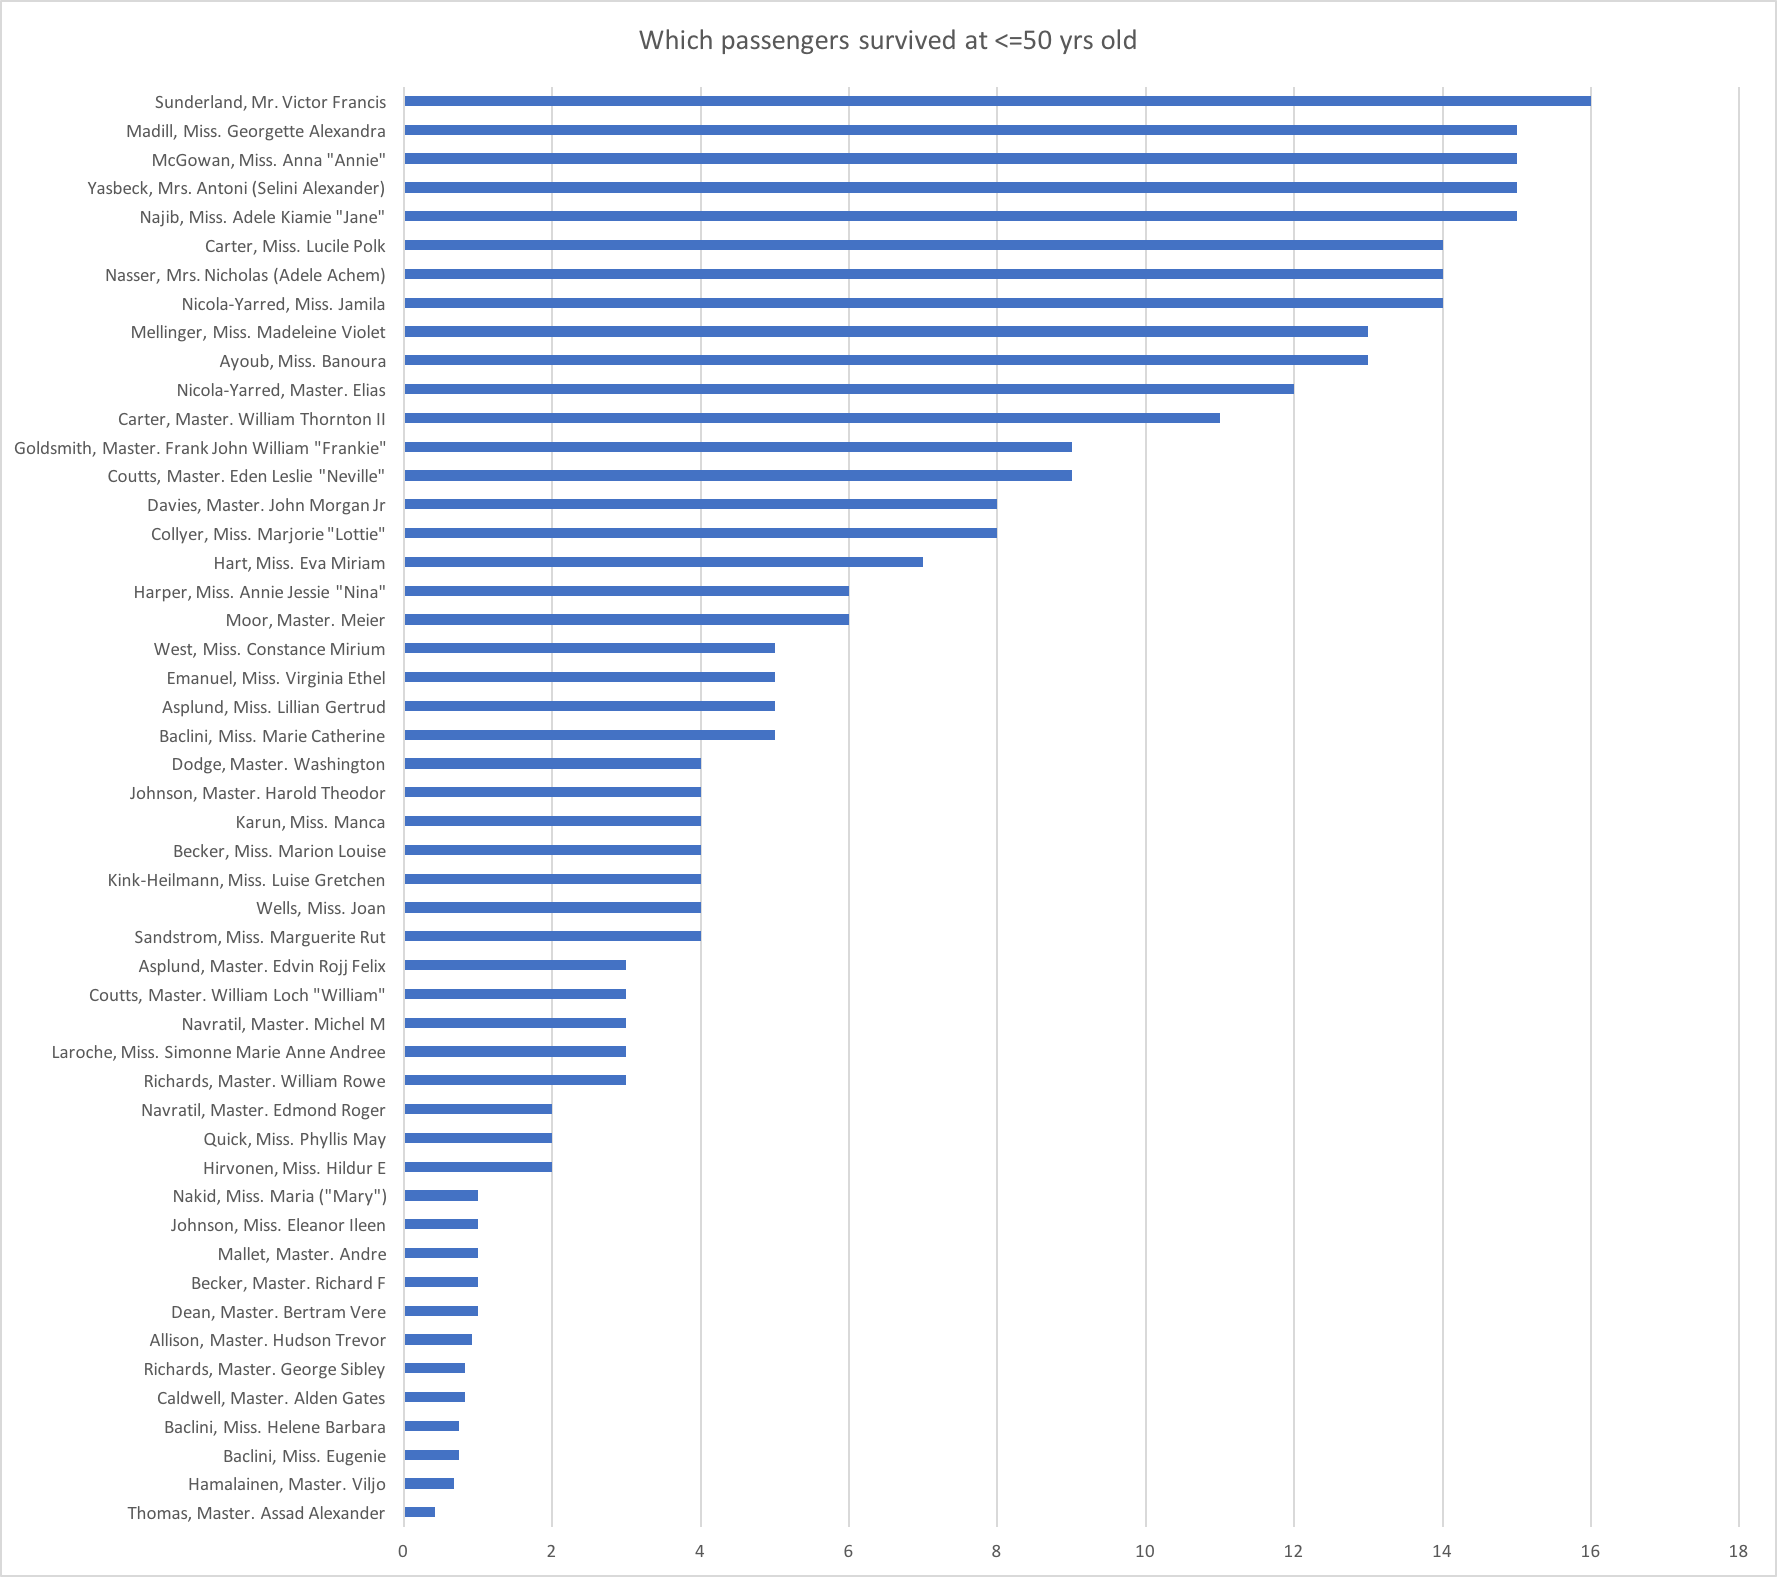 Which passengers survived at <=50 yrs old
Sunderland, Mr. Victor Francis
Madill, Miss. Georgette Alexandra
McGowan, Miss. Anna "Annie"
Yasbeck, Mrs. Antoni (Selini Alexander)
Najib, Miss. Adele Kiamie "Jane"
Carter, Miss. Lucile Polk
Nasser, Mrs. Nicholas (Adele Achem)
Nicola-Yarred, Miss. Jamila
Mellinger, Miss. Madeleine Violet
Ayoub, Miss. Banoura
Nicola-Yarred, Master. Elias
Carter, Master. William Thornton II
Goldsmith, Master. Frank John William "Frankie"
Coutts, Master. Eden Leslie "Neville"
Davies, Master. John Morgan Jr
Collyer, Miss. Marjorie "Lottie"
Hart, Miss. Eva Miriam
Harper, Miss. Annie Jessie "Nina"
Moor, Master. Meier
West, Miss. Constance Mirium
Emanuel, Miss. Virginia Ethel
Asplund, Miss. Lillian Gertrud
Baclini, Miss. Marie Catherine
Dodge, Master. Washington
Johnson, Master. Harold Theodor
Karun, Miss. Manca
Becker, Miss. Marion Louise
Kink-Heilmann, Miss. Luise Gretchen
Wells, Miss. Joan
Sandstrom, Miss. Marguerite Rut
Asplund, Master. Edvin Rojj Felix
Coutts, Master. William Loch "William"
Navratil, Master. Michel M
Laroche, Miss. Simonne Marie Anne Andree
Richards, Master. William Rowe
Navratil, Master. Edmond Roger
Quick, Miss. Phyllis May
Hirvonen, Miss. Hildur E
Nakid, Miss. Maria ("Mary")
Johnson, Miss. Eleanor Ileen
Mallet, Master. Andre
Becker, Master. Richard F
Dean, Master. Bertram Vere
Allison, Master. Hudson Trevor
Richards, Master. George Sibley
Caldwell, Master. Alden Gates
Baclini, Miss. Helene Barbara
Baclini, Miss. Eugenie
Hamalainen, Master. Viljo
Thomas, Master. Assad Alexander
0 2 4 6 8 10 12 14 16 18